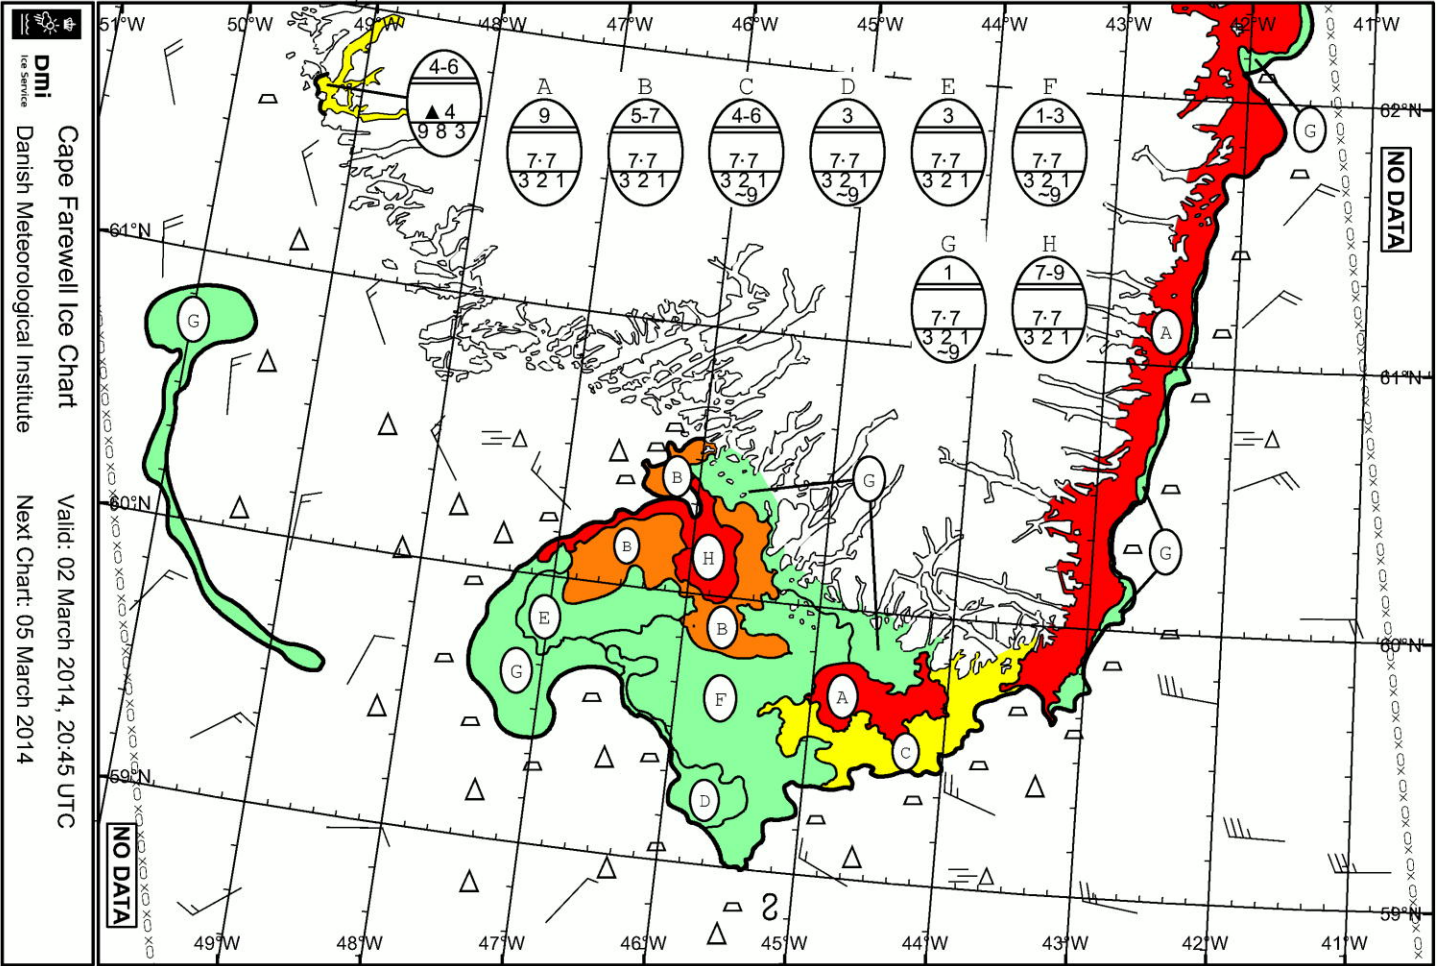 Dmi
Ice Service
Cape Farewell Ice Chart
Danish Meteorological Institute
Valid: 02 March 2014, 20:45 UTC
Next Chart: 05 March 2014
51°W 50°W 49°W 48°W 47°W 46°W 45°W 44°W 43°W 42°W 41°W
62°N
61°N
61°N
60°N
60°N
59°N
59°N
NO DATA
NO DATA
4-6
▲ 4
9 8 3
A B C D E F
9 5-7 4-6 3 3 1-3
7·7 7·7 7·7 7·7 7·7 7·7
3 2 1 3 2 1 3 2 1 3 2 1 3 2 1 3 2 1
~9 ~9 ~9
G H
1 7-9
7·7 7·7
3 2 1 3 2 1
~9
G
G
A
B
G
B
H
G
E
B
G
F
A
C
D
49°W 48°W 47°W 46°W 45°W 44°W 43°W 42°W 41°W